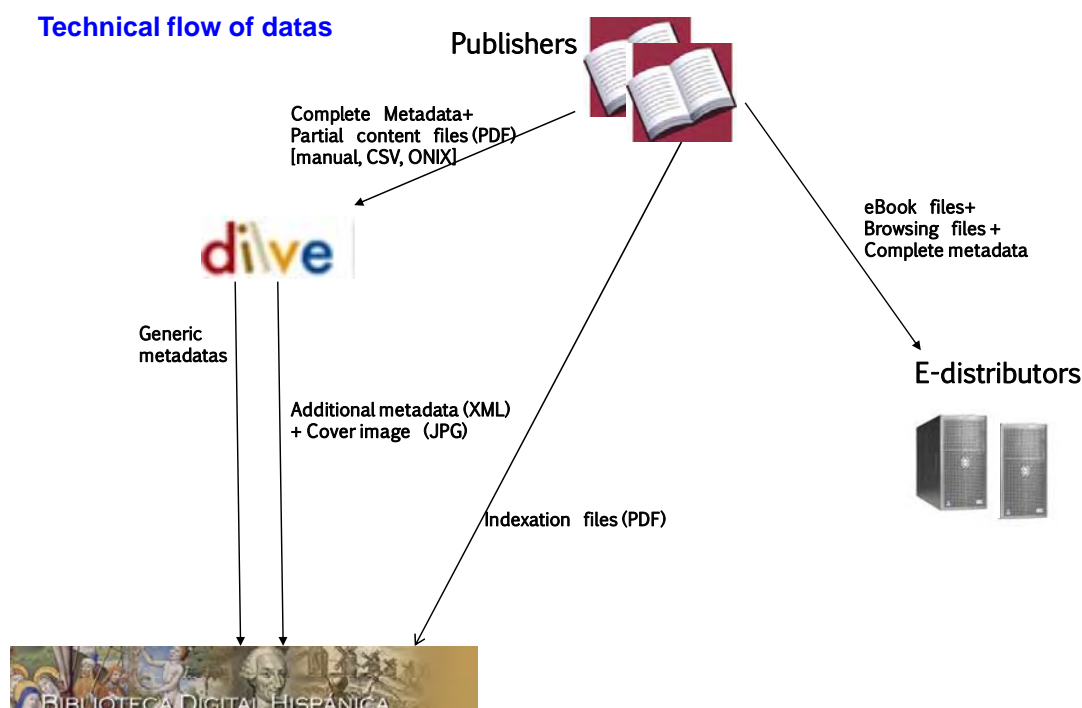 Technical flow of datas
Publishers
Complete Metadata+
Partial content files (PDF)
[manual, CSV, ONIX]
eBook files+
Browsing files +
Complete metadata
dilve
Generic
metadatas
E-distributors
Additional metadata (XML)
+ Cover image (JPG)
Indexation files (PDF)
BIBLIOTECA DIGITAL HISPÁNICA